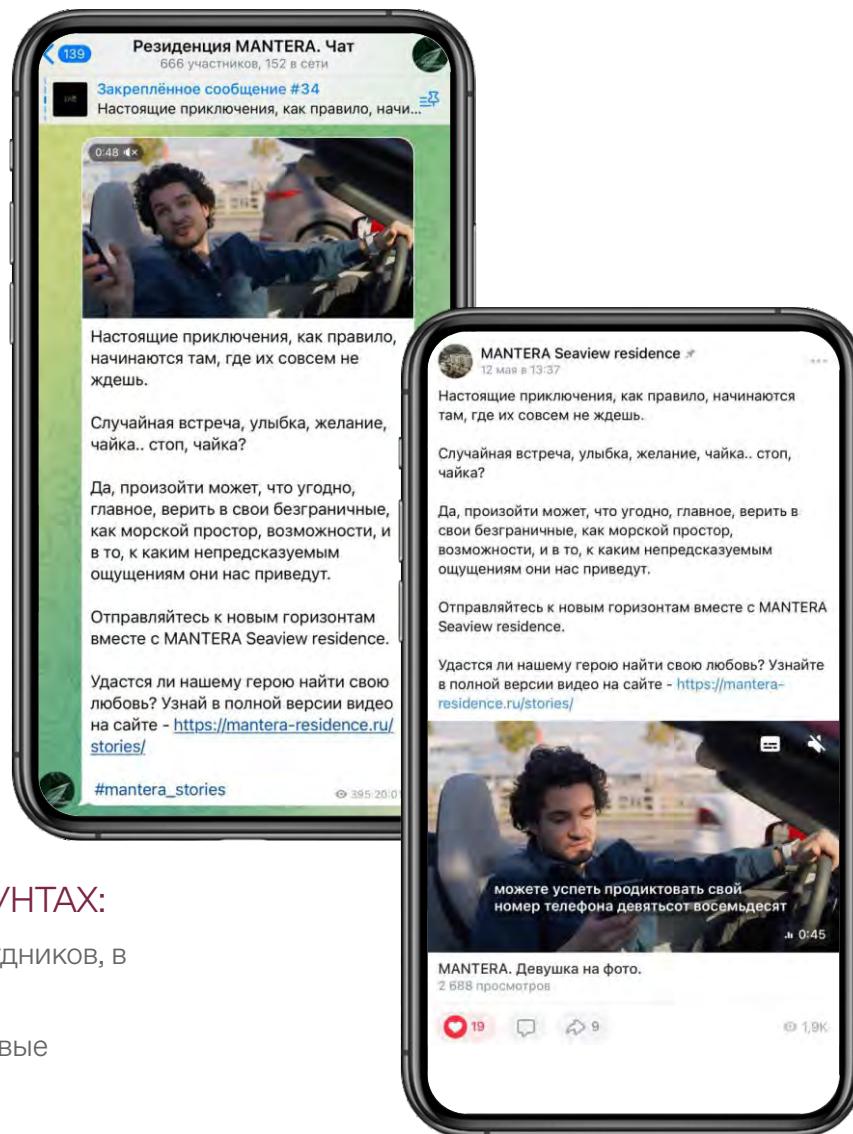 139
Резиденция MANTERA. Чат
666 участников, 152 в сети
Закреплённое сообщение #34
Настоящие приключения, как правило, начи...
0:48
Настоящие приключения, как правило,
начинаются там, где их совсем не
ждешь.
Случайная встреча, улыбка, желание,
чайка.. стоп, чайка?
Да, произойти может, что угодно,
главное, верить в свои безграничные,
как морской простор, возможности, и
в то, к каким непредсказуемым
ощущениям они нас приведут.
Отправляйтесь к новым горизонтам
вместе с MANTERA Seaview residence.
Удастся ли нашему герою найти свою
любовь? Узнай в полной версии видео
на сайте - https://mantera-residence.ru/
stories/
#mantera_stories
395
MANTERA Seaview residence
12 мая в 13:37
Настоящие приключения, как правило, начинаются
там, где их совсем не ждешь.
Случайная встреча, улыбка, желание, чайка.. стоп,
чайка?
Да, произойти может, что угодно, главное, верить в
свои безграничные, как морской простор,
возможности, и в то, к каким непредсказуемым
ощущениям они нас приведут.
Отправляйтесь к новым горизонтам вместе с MANTERA
Seaview residence.
Удастся ли нашему герою найти свою любовь? Узнайте
в полной версии видео на сайте - https://mantera-
residence.ru/stories/
можете успеть продиктовать свой
номер телефона девятьсот восемьдесят
0:45
MANTERA. Девушка на фото.
2 688 просмотров
19
9
1,9K
УНТАХ:
удников, в
вые